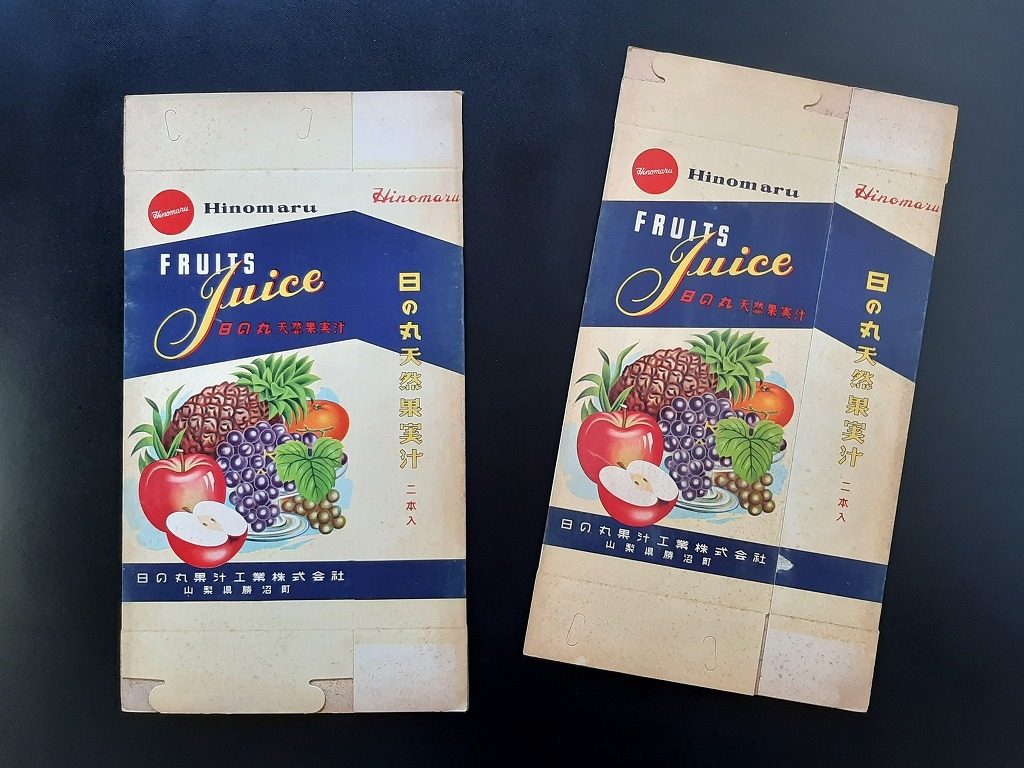 Hinomaru
Hinomaru
Hinomaru
FRUITS
Juice
日の丸天然果実汁
日の丸天然果実汁
二本入
日の丸果汁工業株式会社
山梨県勝沼町
Hinomaru
Hinomaru
Hinomaru
FRUITS
Juice
日の丸天然果実汁
日の丸天然果実汁
二本入
日の丸果汁工業株式会社
山梨県勝沼町